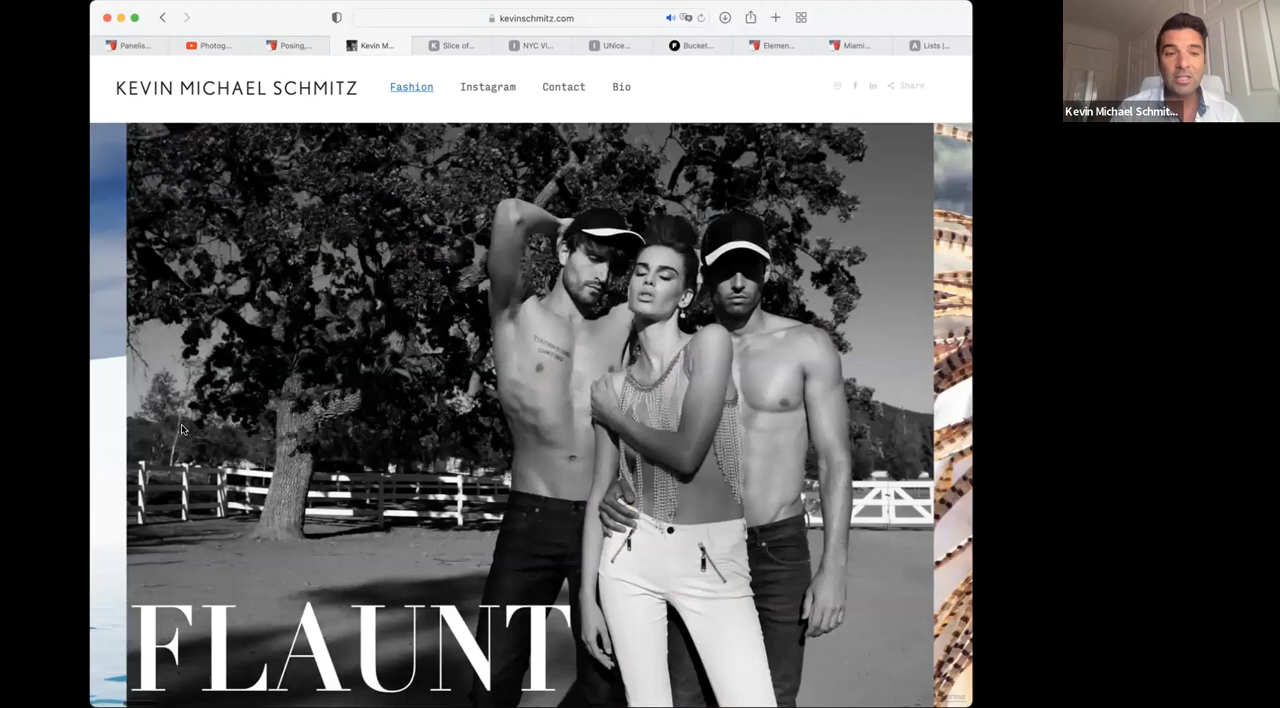 kevinschmitz.com
Panelis...
Photog...
Posing,...
Kevin M...
Slice of...
NYC Vi...
UNice...
Bucket...
Elemen...
Miami...
Lists |...
KEVIN MICHAEL SCHMITZ
Fashion
Instagram
Contact
Bio
Share
Kevin Michael Schmit...
FLAUNT